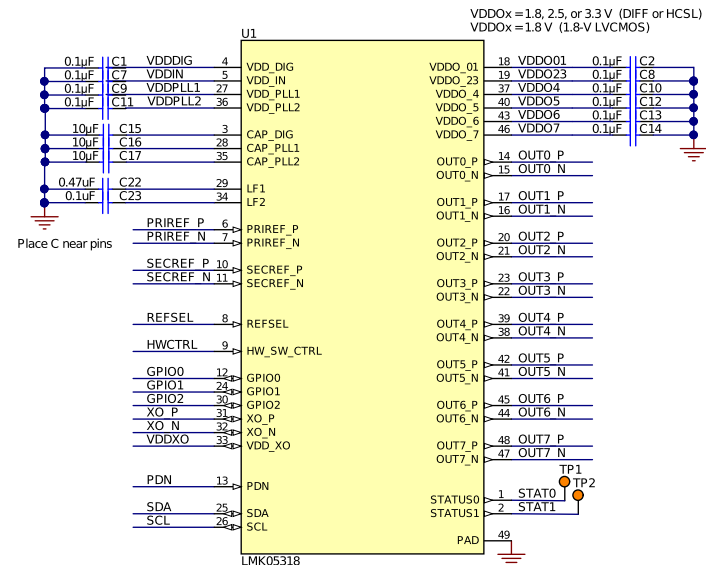 VDDOx = 1.8, 2.5, or 3.3 V (DIFF or HCSL)
VDDOx = 1.8 V (1.8-V LVCMOS)
U1
0.1µF C1 VDDDIG 4 VDD_DIG
0.1µF C7 VDDIN 5 VDD_IN
0.1µF C9 VDDPLL1 27 VDD_PLL1
0.1µF C11 VDDPLL2 36 VDD_PLL2
10µF C15 3 CAP_DIG
10µF C16 28 CAP_PLL1
10µF C17 35 CAP_PLL2
0.47uF C22 29 LF1
0.1uF C23 34 LF2
Place C near pins
PRIREF_P 6 PRIREF_P
PRIREF_N 7 PRIREF_N
SECREF_P 10 SECREF_P
SECREF_N 11 SECREF_N
REFSEL 8 REFSEL
HWCTRL 9 HW_SW_CTRL
GPIO0 12 GPIO0
GPIO1 24 GPIO1
GPIO2 30 GPIO2
XO_P 31 XO_P
XO_N 32 XO_N
VDDXO 33 VDD_XO
PDN 13 PDN
SDA 25 SDA
SCL 26 SCL
VDDO_01 18 VDDO01 0.1µF C2
VDDO_23 19 VDDO23 0.1µF C8
VDDO_4 37 VDDO4 0.1µF C10
VDDO_5 40 VDDO5 0.1µF C12
VDDO_6 43 VDDO6 0.1µF C13
VDDO_7 46 VDDO7 0.1µF C14
OUT0_P 14 OUT0_P
OUT0_N 15 OUT0_N
OUT1_P 17 OUT1_P
OUT1_N 16 OUT1_N
OUT2_P 20 OUT2_P
OUT2_N 21 OUT2_N
OUT3_P 23 OUT3_P
OUT3_N 22 OUT3_N
OUT4_P 39 OUT4_P
OUT4_N 38 OUT4_N
OUT5_P 42 OUT5_P
OUT5_N 41 OUT5_N
OUT6_P 45 OUT6_P
OUT6_N 44 OUT6_N
OUT7_P 48 OUT7_P
OUT7_N 47 OUT7_N
TP1
TP2
STATUS0 1 STAT0
STATUS1 2 STAT1
PAD 49
LMK05318